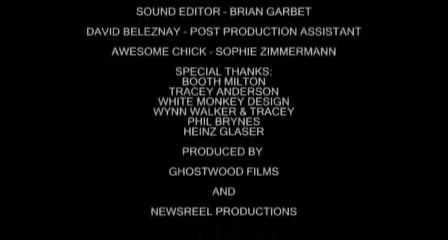 SOUND EDITOR - BRIAN GARBET
DAVID BELEZNAY - POST PRODUCTION ASSISTANT
AWESOME CHICK - SOPHIE ZIMMERMANN
SPECIAL THANKS:
BOOTH MILTON
TRACEY ANDERSON
WHITE MONKEY DESIGN
WYNN WALKER & TRACEY
PHIL BRYNES
HEINZ GLASER
PRODUCED BY
GHOSTWOOD FILMS
AND
NEWSREEL PRODUCTIONS